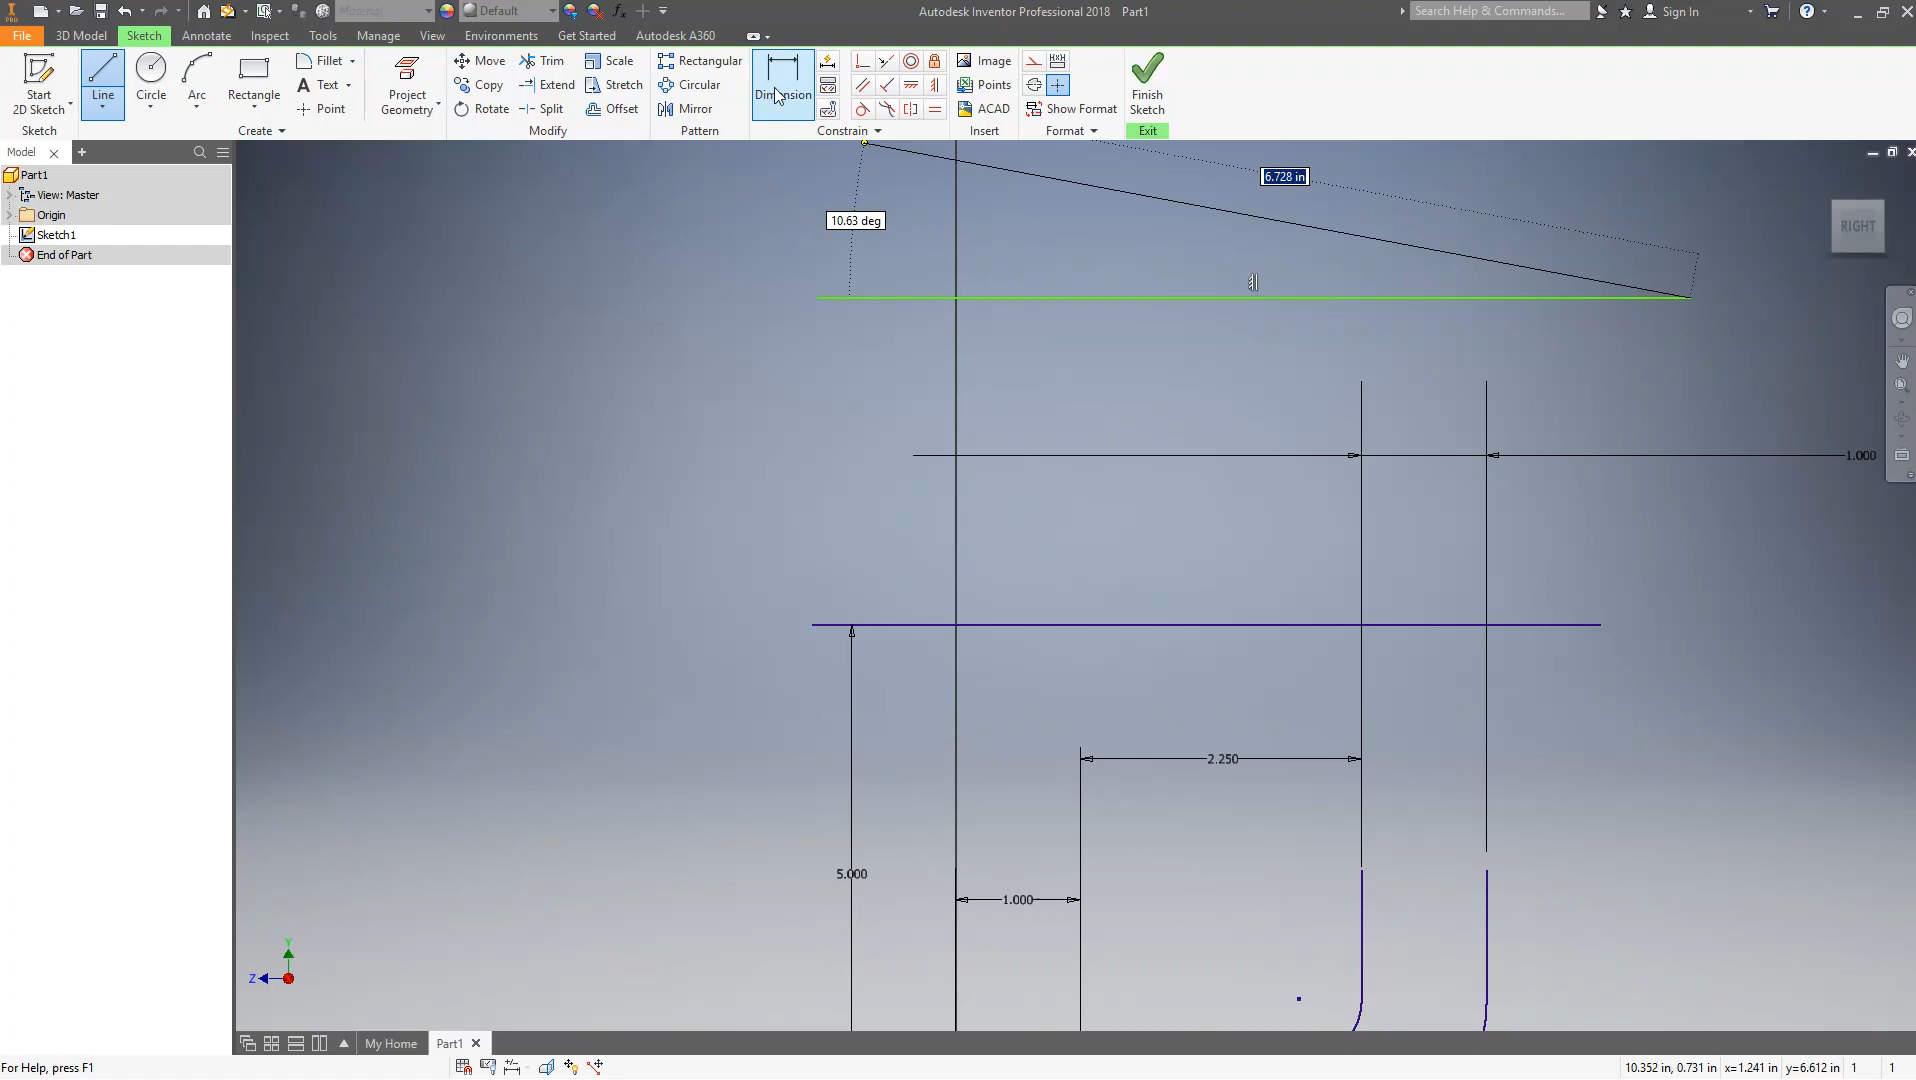 PRO
Material
Default
Autodesk Inventor Professional 2018 Part1
Search Help & Commands...
Sign In
File
3D Model
Sketch
Annotate
Inspect
Tools
Manage
View
Environments
Get Started
Autodesk A360
Start
2D Sketch
Line
Circle
Arc
Rectangle
Fillet
Text
Point
Project
Geometry
Move
Copy
Rotate
Trim
Extend
Split
Scale
Stretch
Offset
Rectangular
Circular
Mirror
Dimension
Image
Points
ACAD
Show Format
Finish
Sketch
Sketch
Create
Modify
Pattern
Constrain
Insert
Format
Exit
Model
Part1
View: Master
Origin
Sketch1
End of Part
6.728 in
10.63 deg
RIGHT
1.000
2.250
5.000
1.000
Y
Z
My Home
Part1
For Help, press F1
10.352 in, 0.731 in x=1.241 in y=6.612 in 1 1